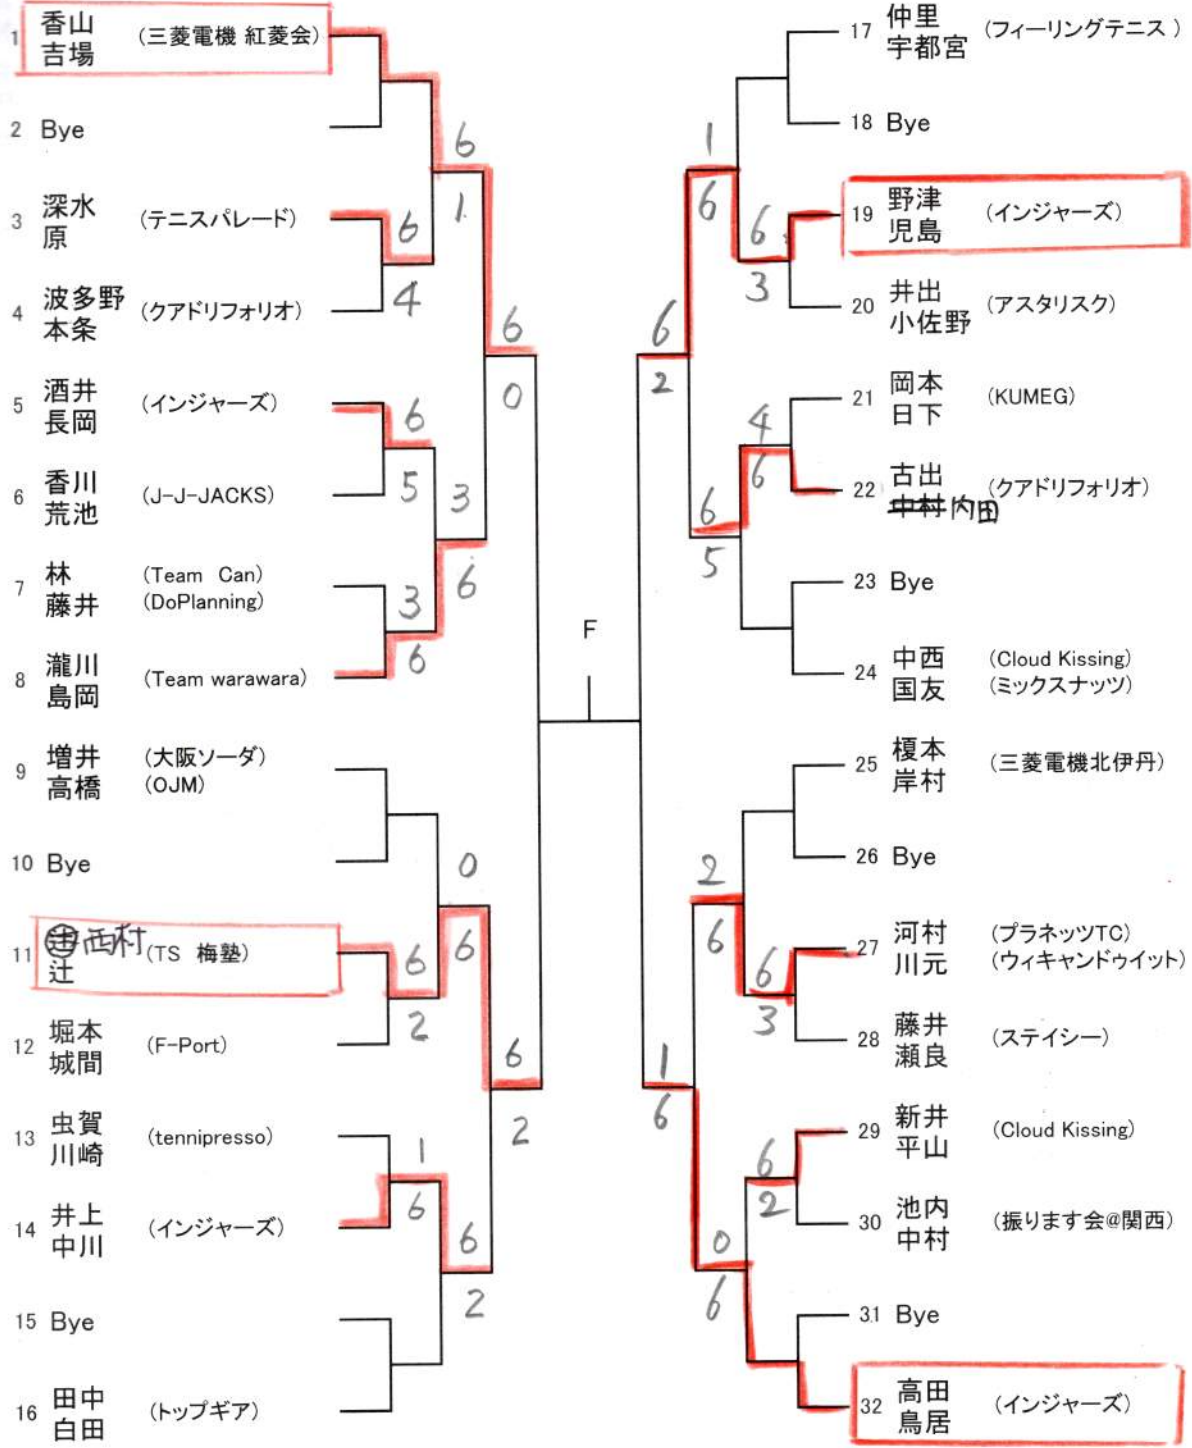 1 香山 (三菱電機 紅菱会)
吉場
2 Bye
6
1
3 深水 (テニスパレード)
原
6
4
4 波多野 (クアドリフォリオ)
本条
6
0
5 酒井 (インジャーズ)
長岡
6
5
6 香川 (J-J-JACKS)
荒池
3
6
7 林 (Team Can)
藤井 (DoPlanning)
3
6
8 瀧川 (Team warawara)
島岡
9 増井 (大阪ソーダ)
高橋 (OJM)
10 Bye
0
6
11 西村 (TS 梅塾)
辻
6
2
12 堀本 (F-Port)
城間
6
2
13 虫賀 (tennipresso)
川崎
1
6
14 井上 (インジャーズ)
中川
6
2
15 Bye
16 田中 (トップギア)
白田
F
17 仲里 (フィーリングテニス )
宇都宮
18 Bye
1
6
19 野津 (インジャーズ)
児島
6
3
20 井出 (アスタリスク)
小佐野
6
2
21 岡本 (KUMEG)
日下
4
6
22 古出 (クアドリフォリオ)
中村 内田
6
5
23 Bye
24 中西 (Cloud Kissing)
国友 (ミックスナッツ)
25 榎本 (三菱電機北伊丹)
岸村
26 Bye
2
6
27 河村 (プラネッツTC)
川元 (ウィキャンドゥイット)
6
3
28 藤井 (ステイシー)
瀬良
1
6
29 新井 (Cloud Kissing)
平山
6
2
30 池内 (振ります会@関西)
中村
0
6
31 Bye
32 高田 (インジャーズ)
鳥居